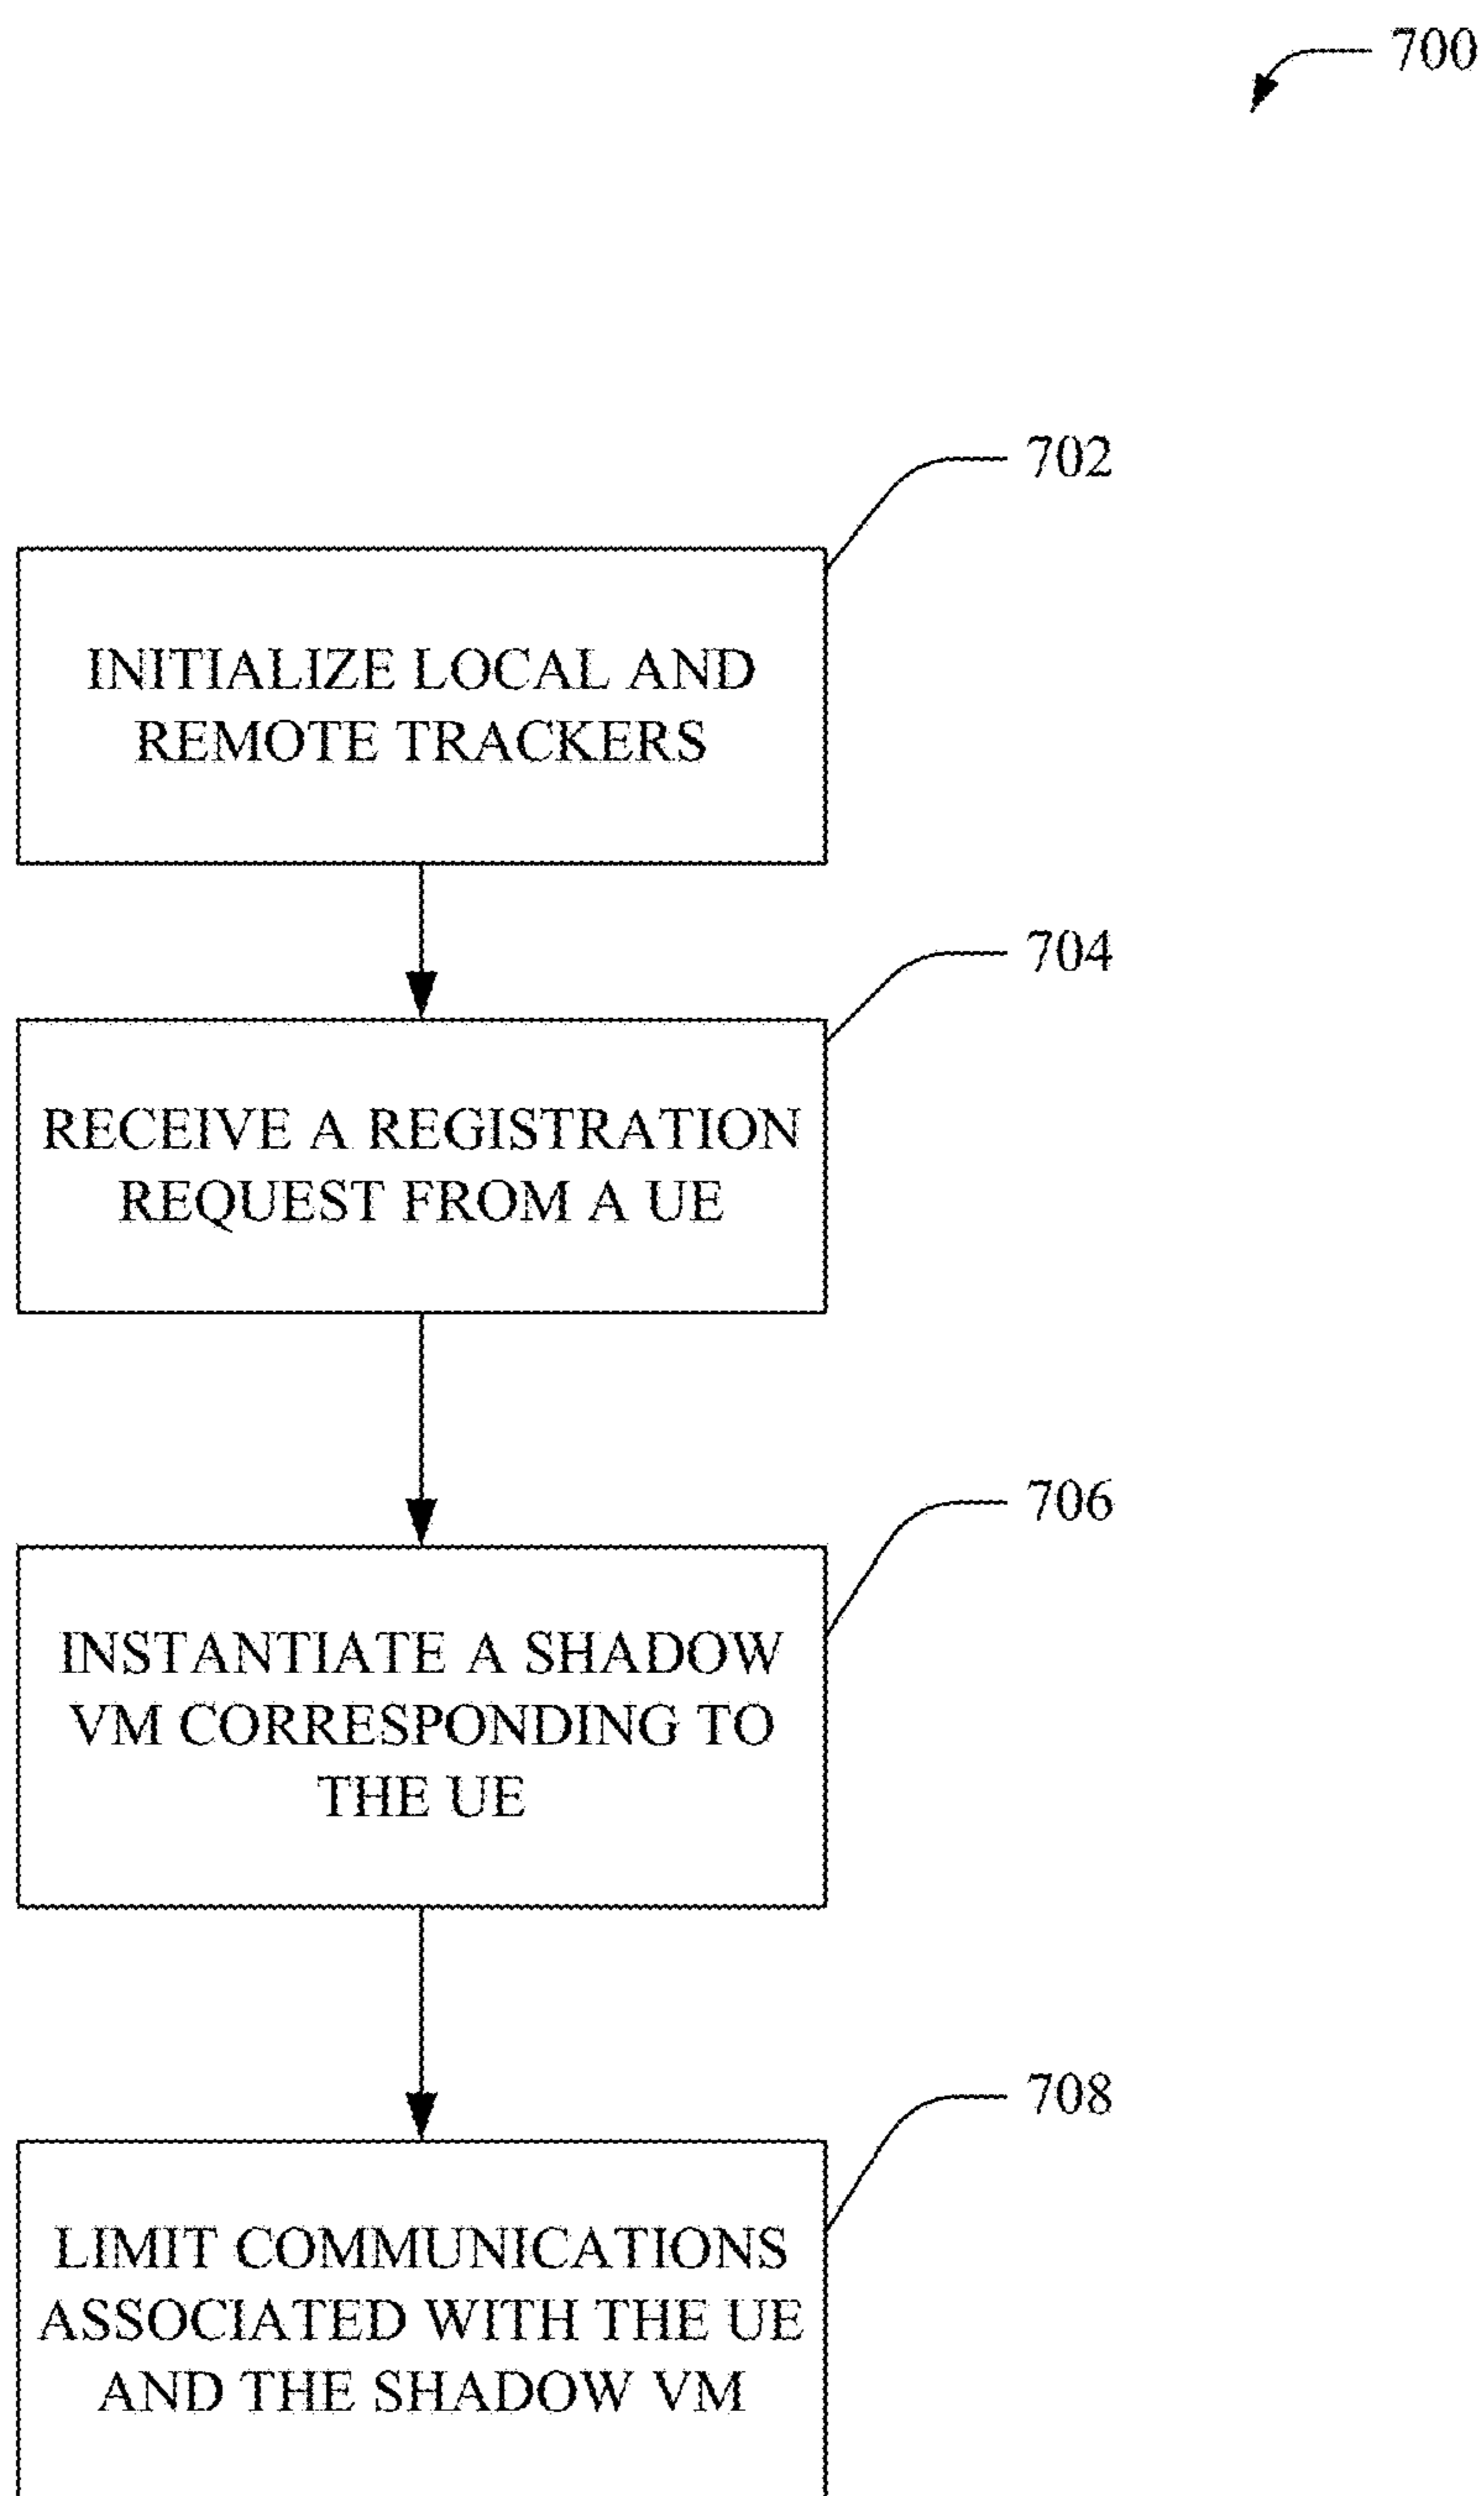 700
702
INITIALIZE LOCAL AND
REMOTE TRACKERS
704
RECEIVE A REGISTRATION
REQUEST FROM A UE
706
INSTANTIATE A SHADOW
VM CORRESPONDING TO
THE UE
708
LIMIT COMMUNICATIONS
ASSOCIATED WITH THE UE
AND THE SHADOW VM